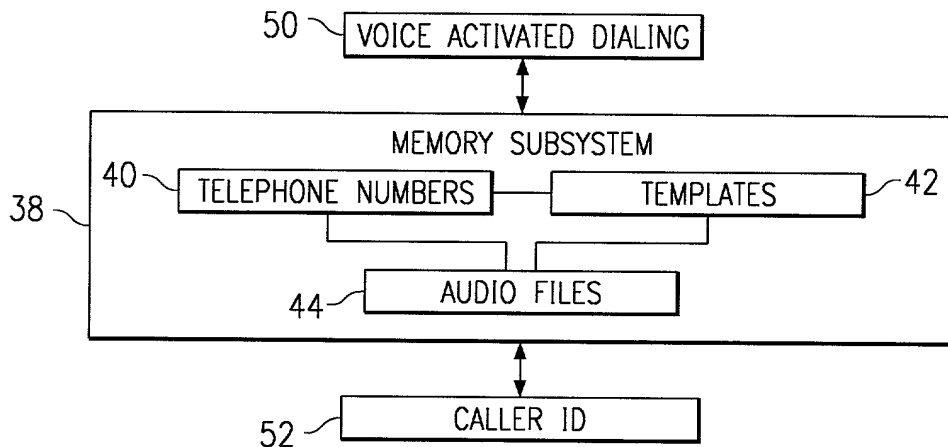 50 VOICE ACTIVATED DIALING
MEMORY SUBSYSTEM
40 TELEPHONE NUMBERS TEMPLATES 42
38
44 AUDIO FILES
52 CALLER ID